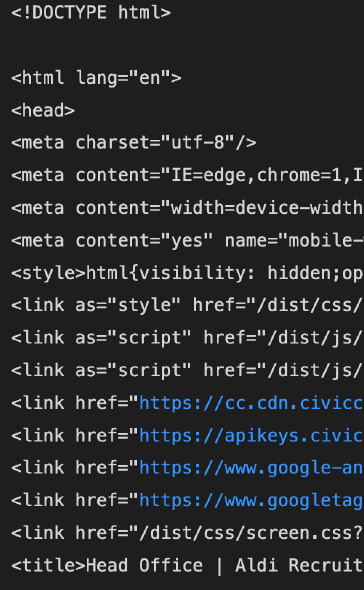 <!DOCTYPE html>
<html lang="en">
<head>
<meta charset="utf-8"/>
<meta content="IE=edge,chrome=1,I
<meta content="width=device-width
<meta content="yes" name="mobile-
<style>html{visibility: hidden;op
<link as="style" href="/dist/css/
<link as="script" href="/dist/js/
<link as="script" href="/dist/js/
<link href="https://cc.cdn.civicc
<link href="https://apikeys.civic
<link href="https://www.google-an
<link href="https://www.googletag
<link href="/dist/css/screen.css?
<title>Head Office | Aldi Recruit